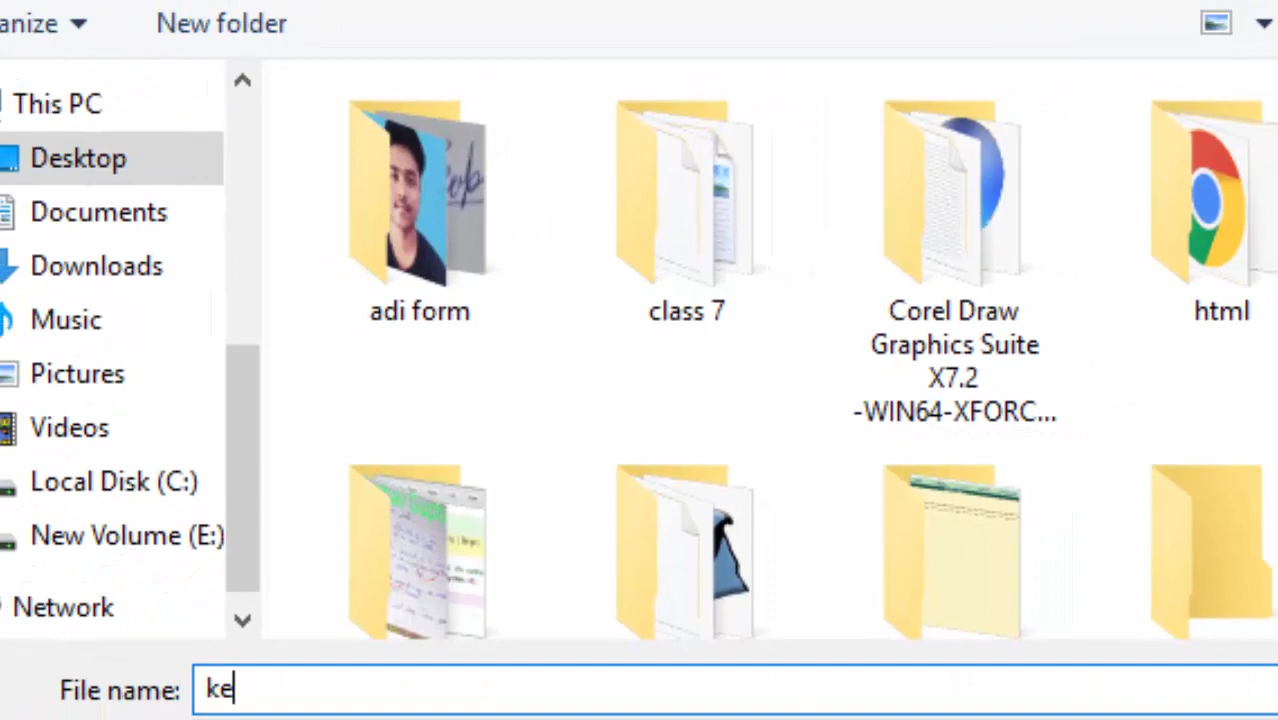 anize
New folder
This PC
Desktop
Documents
Downloads
Music
Pictures
Videos
Local Disk (C:)
New Volume (E:)
Network
adi form
class 7
Corel Draw
Graphics Suite
X7.2
-WIN64-XFORC...
html
File name: ke